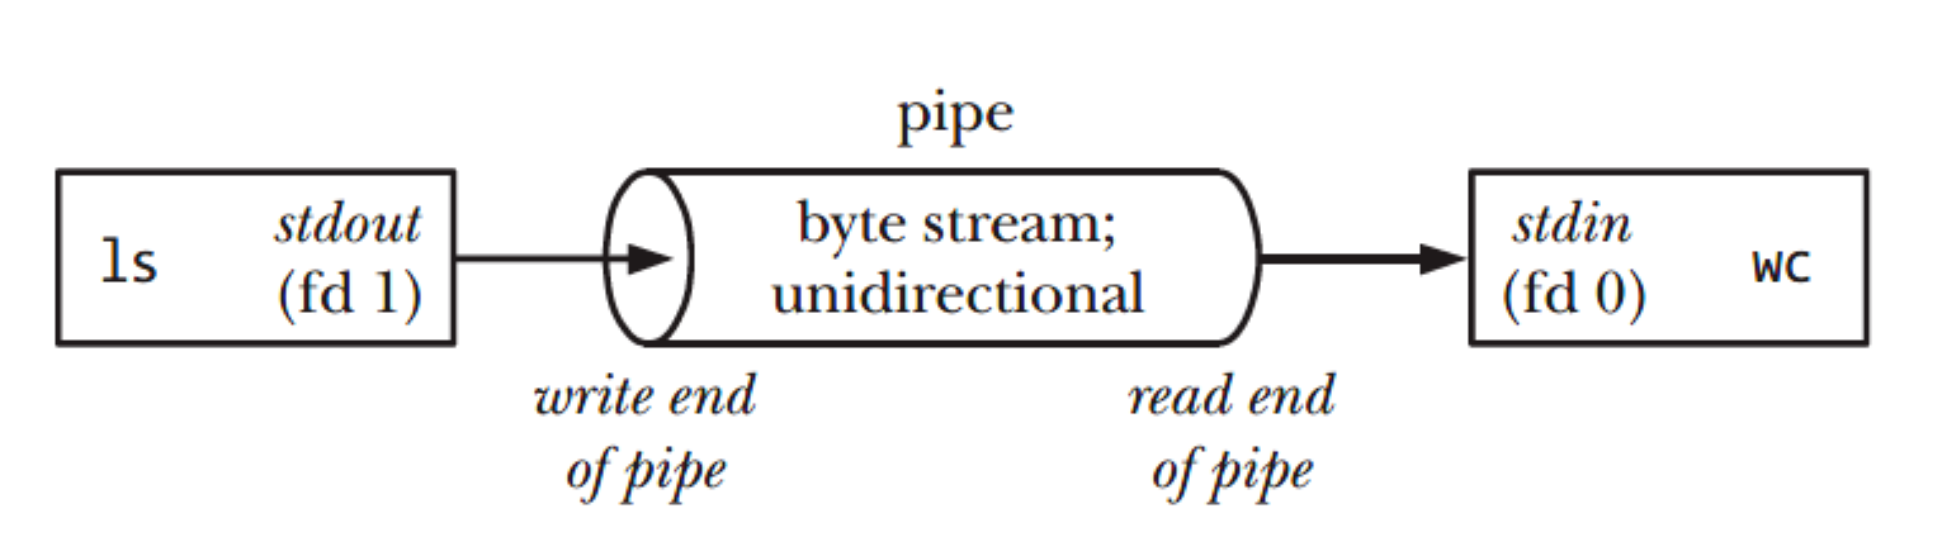 pipe
ls
stdout
(fd 1)
byte stream;
unidirectional
stdin
(fd 0)
wc
write end
of pipe
read end
of pipe